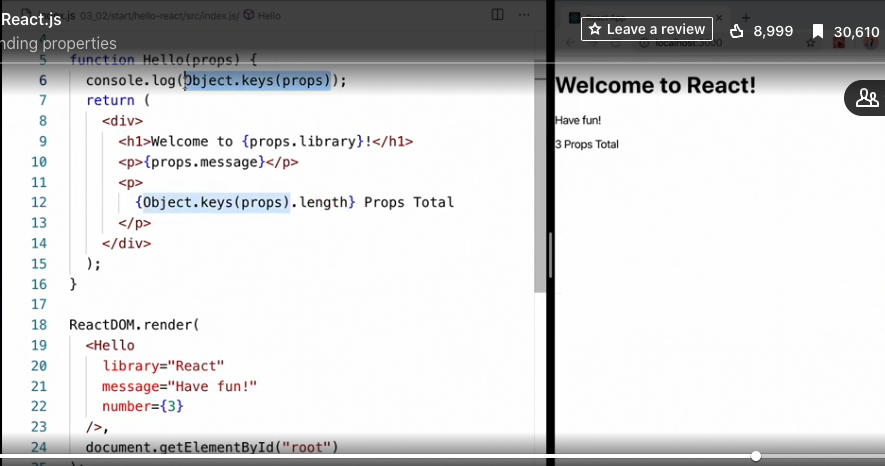 React.js
nding properties
.js 03_02/start/hello-react/src/index.js/ Hello
Leave a review 8,999 30,610
localhost:3000
4
5 function Hello(props) {
6 console.log(Object.keys(props));
7 return (
8 <div>
9 <h1>Welcome to {props.library}!</h1>
10 <p>{props.message}</p>
11 <p>
12 {Object.keys(props).length} Props Total
13 </p>
14 </div>
15 );
16 }
17
18 ReactDOM.render(
19 <Hello
20 library="React"
21 message="Have fun!"
22 number={3}
23 />,
24 document.getElementById("root")
25 );
Welcome to React!
Have fun!
3 Props Total